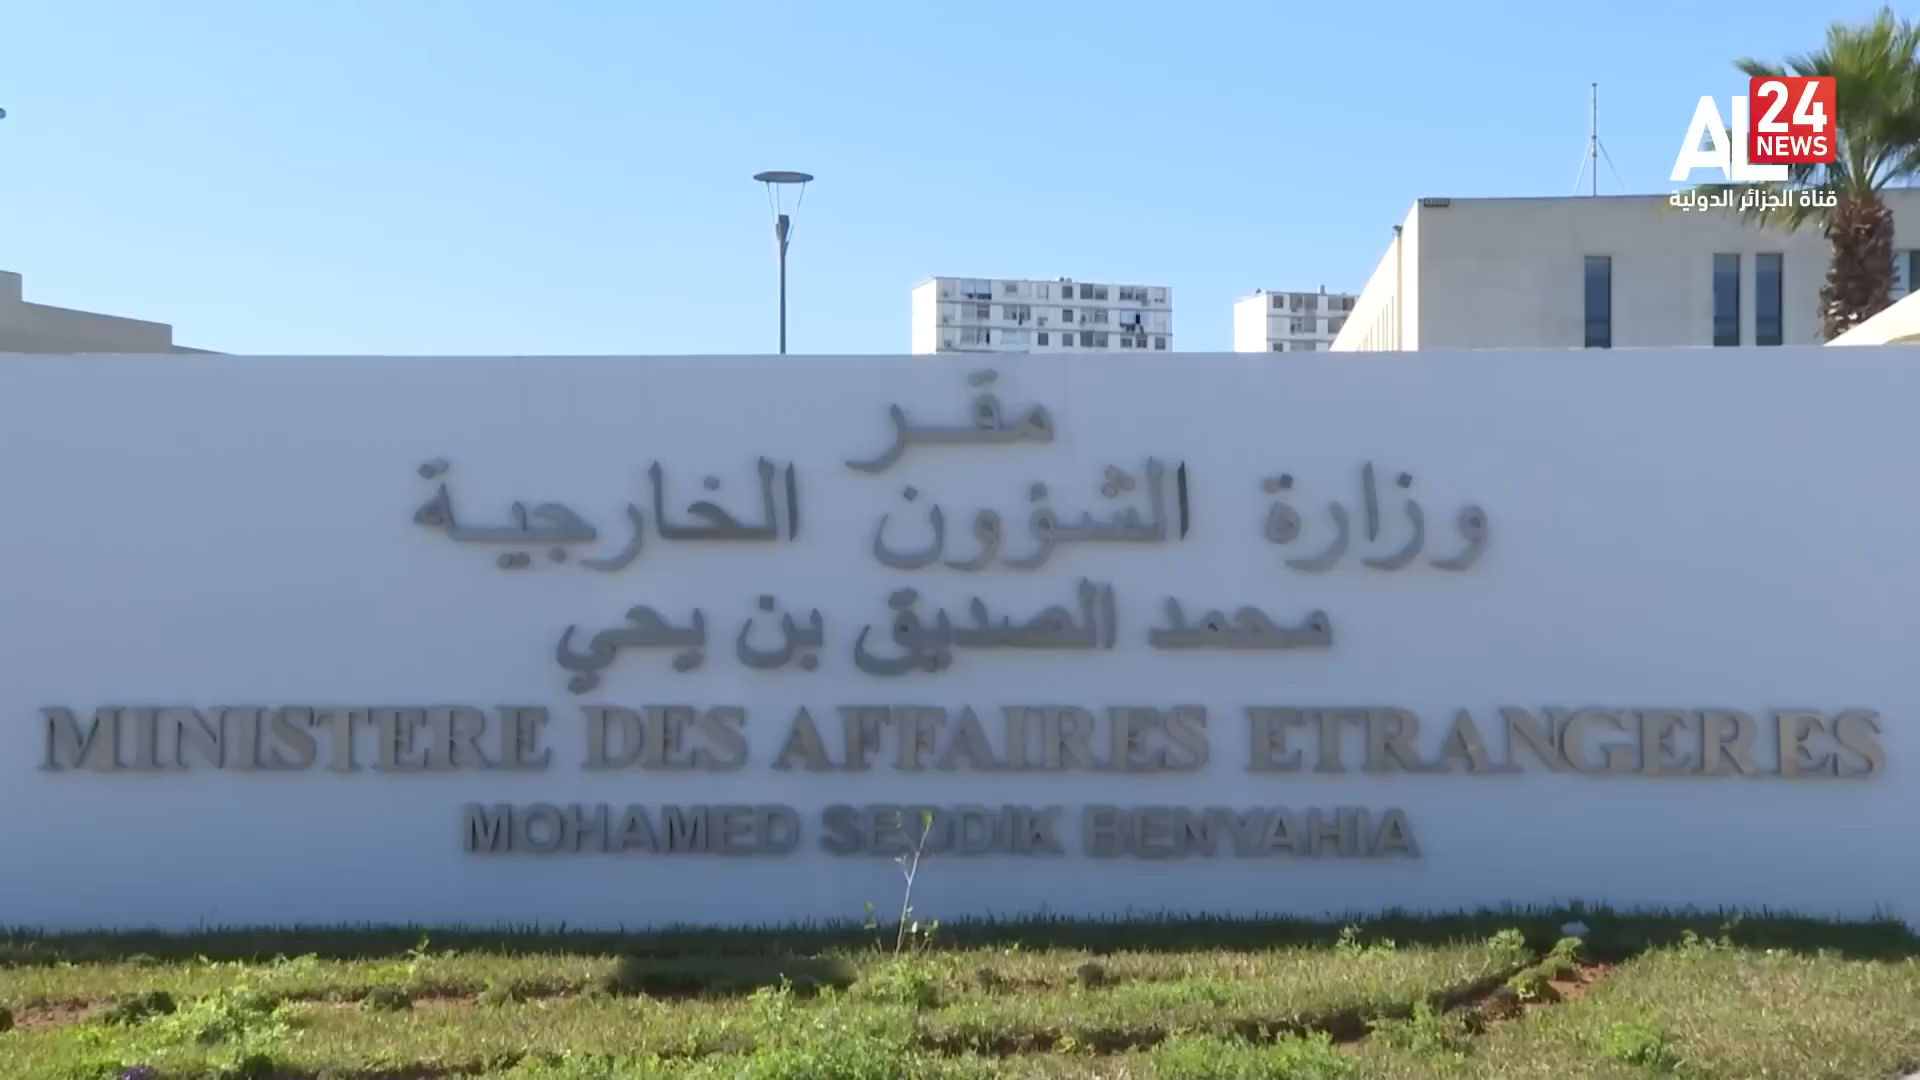 AL
24
NEWS
قناة الجزائر الدولية
مقر
وزارة الشؤون الخارجية
محمد الصديق بن يحي
MINISTERE DES AFFAIRES ETRANGERES
MOHAMED SEDDIK BENYAHIA